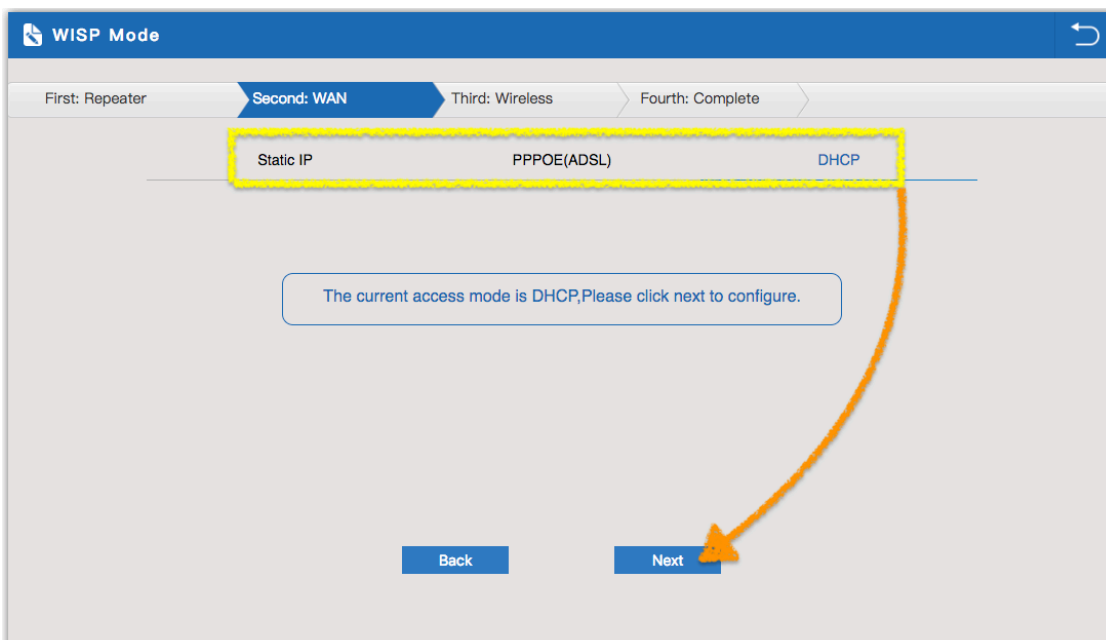 WISP Mode
First: Repeater Second: WAN Third: Wireless Fourth: Complete
Static IP PPPOE(ADSL) DHCP
The current access mode is DHCP,Please click next to configure.
Back Next